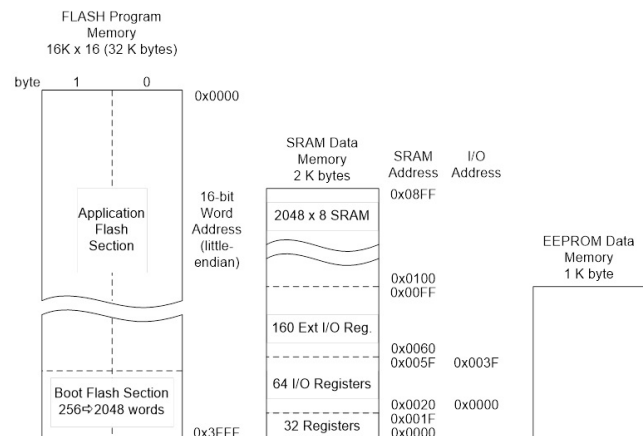 FLASH Program
Memory
16K x 16 (32 K bytes)
byte 1 0
0x0000
Application
Flash
Section
16-bit
Word
Address
(little-
endian)
Boot Flash Section
256⇨2048 words
0x3FFF
SRAM Data
Memory
2 K bytes
SRAM
Address
I/O
Address
0x08FF
2048 x 8 SRAM
0x0100
0x00FF
160 Ext I/O Reg.
0x0060
0x005F 0x003F
64 I/O Registers
0x0020 0x0000
0x001F
32 Registers
0x0000
EEPROM Data
Memory
1 K byte